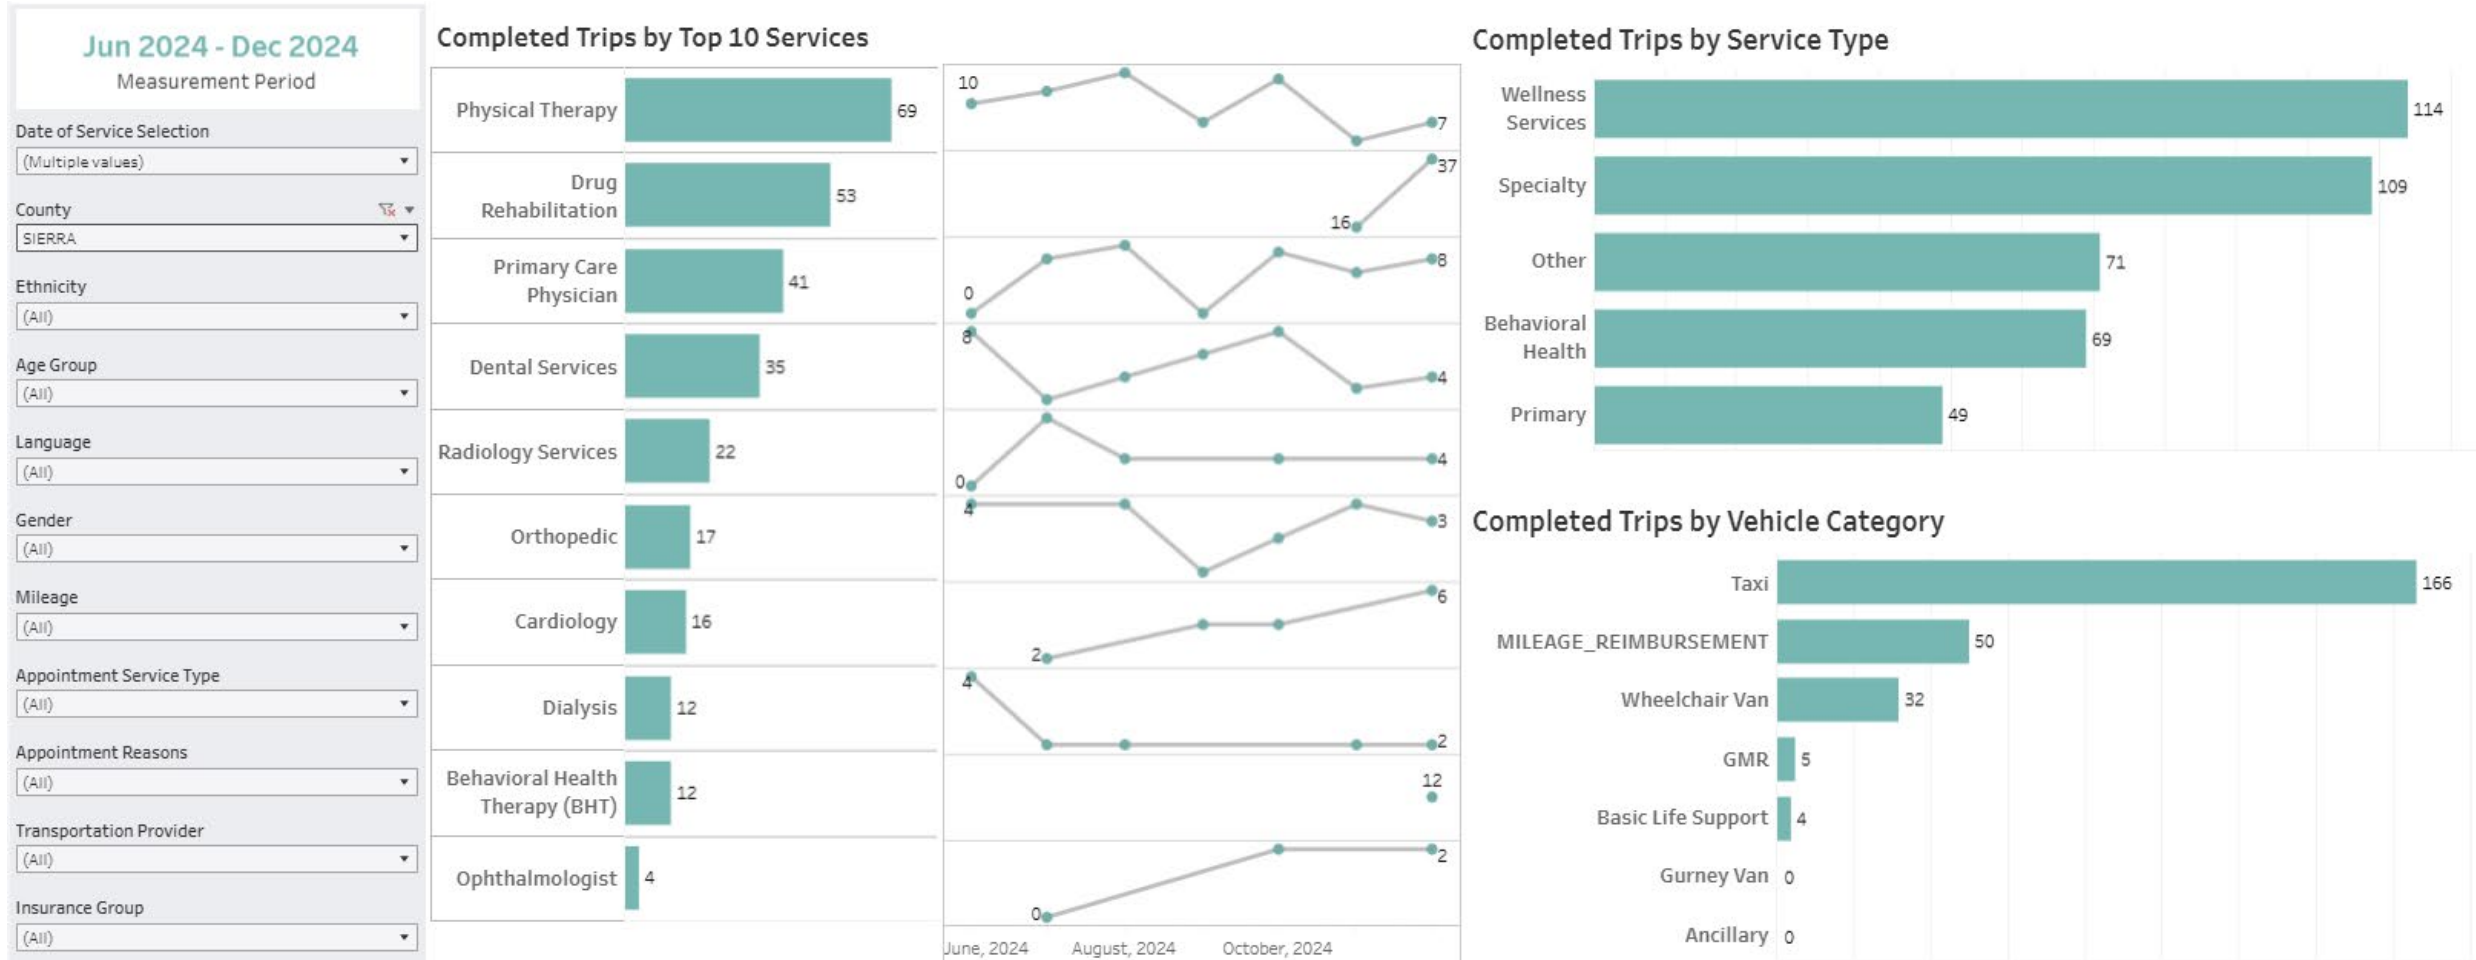 Jun 2024 - Dec 2024
Measurement Period
Date of Service Selection
(Multiple values)
County
SIERRA
Ethnicity
(All)
Age Group
(All)
Language
(All)
Gender
(All)
Mileage
(All)
Appointment Service Type
(All)
Appointment Reasons
(All)
Transportation Provider
(All)
Insurance Group
(All)
Completed Trips by Top 10 Services
Physical Therapy
69
10
7
Drug
Rehabilitation
53
16
37
Primary Care
Physician
41
0
8
Dental Services
35
8
4
Radiology Services
22
0
4
Orthopedic
17
4
3
Cardiology
16
2
6
Dialysis
12
4
2
Behavioral Health
Therapy (BHT)
12
12
Ophthalmologist
4
0
2
June, 2024
August, 2024
October, 2024
Completed Trips by Service Type
Wellness
Services
114
Specialty
109
Other
71
Behavioral
Health
69
Primary
49
Completed Trips by Vehicle Category
Taxi
166
MILEAGE_REIMBURSEMENT
50
Wheelchair Van
32
GMR
5
Basic Life Support
4
Gurney Van
0
Ancillary
0